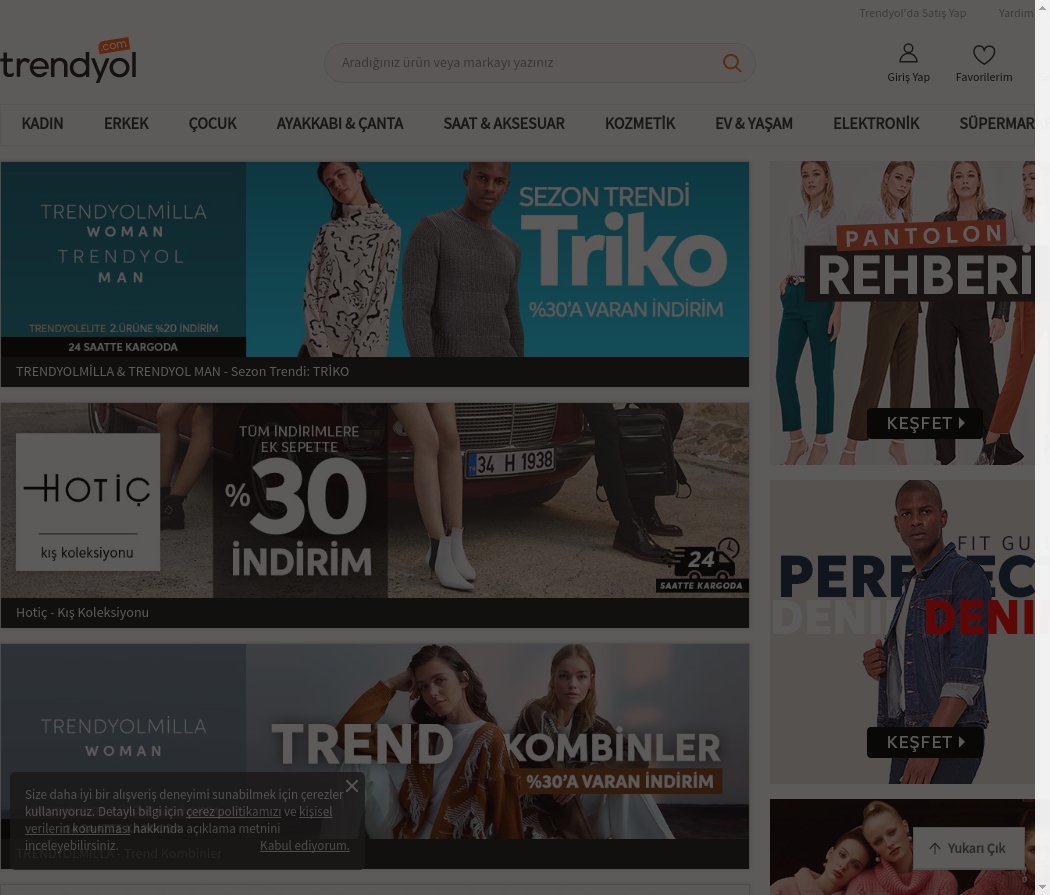 Trendyol'da Satış Yap
Yardım
.com
trendyol
Aradığınız ürün veya markayı yazınız
Giriş Yap
Favorilerim
KADIN
ERKEK
ÇOCUK
AYAKKABI & ÇANTA
SAAT & AKSESUAR
KOZMETİK
EV & YAŞAM
ELEKTRONİK
SÜPERMAR
TRENDYOLMİLLA
WOMAN
TRENDYOL
MAN
TRENDYOLELITE 2.ÜRÜNE %20 İNDİRİM
24 SAATTE KARGODA
SEZON TRENDİ
Triko
%30'A VARAN İNDİRİM
TRENDYOLMİLLA & TRENDYOL MAN - Sezon Trendi: TRİKO
PANTOLON
REHBERİ
KEŞFET
HOTİÇ
kış koleksiyonu
TÜM İNDİRİMLERE
EK SEPETTE
%30
İNDİRİM
34 H 1938
24
SAATTE KARGODA
Hotiç - Kış Koleksiyonu
FIT GU
PERFEC
DENI DENI
KEŞFET
TRENDYOLMİLLA
WOMAN
TREND KOMBİNLER
%30'A VARAN İNDİRİM
TRENDYOLMİLLA - Trend Kombinler
Size daha iyi bir alışveriş deneyimi sunabilmek için çerezler
kullanıyoruz. Detaylı bilgi için çerez politikamızı ve kişisel
verilerin korunması hakkında açıklama metnini
inceleyebilirsiniz.
Kabul ediyorum.
Yukarı Çık